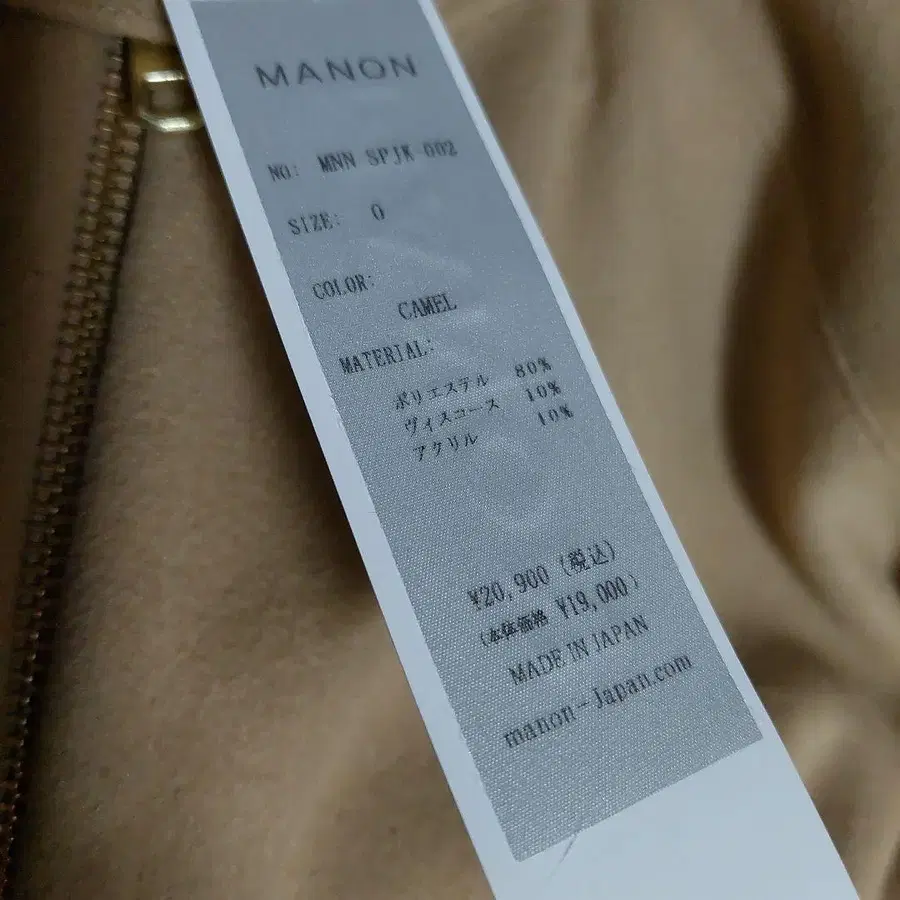 MANON
NO: MNN SPJK-002
SIZE: 0
COLOR:
CAMEL
MATERIAL:
ポリエステル 80%
ヴィスコース 10%
アクリル 10%
¥20,900 (税込)
(本体価格 ¥19,000)
MADE IN JAPAN
manon-Japan.com